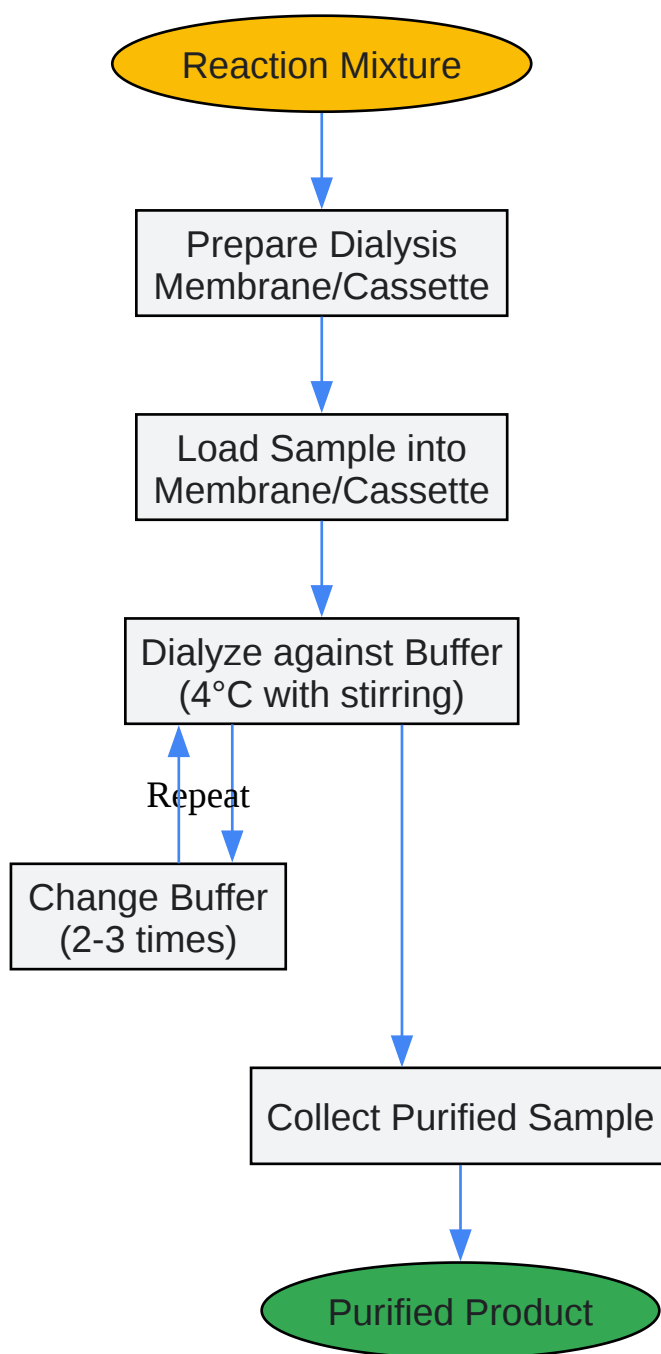 Reaction Mixture
Prepare Dialysis
Membrane/Cassette
Load Sample into
Membrane/Cassette
Dialyze against Buffer
(4°C with stirring)
Repeat
Change Buffer
(2-3 times)
Collect Purified Sample
Purified Product